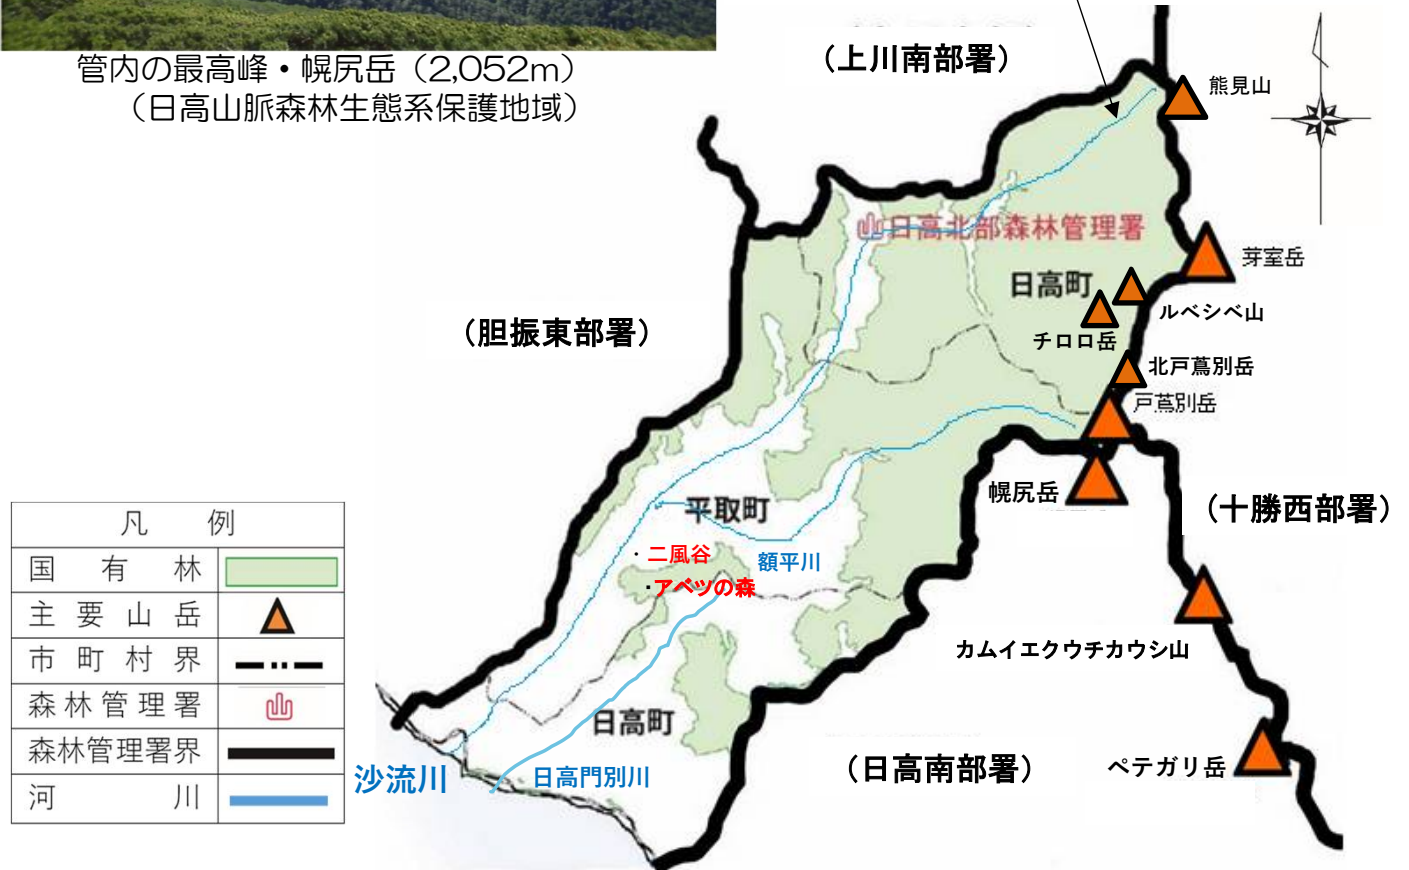 管内の最高峰・幌尻岳（2,052m）
（日高山脈森林生態系保護地域）
（上川南部署）
熊見山
日高北部森林管理署
芽室岳
日高町
ルベシベ山
チロロ岳
（胆振東部署）
北戸蔦別岳
戸蔦別岳
幌尻岳
（十勝西部署）
平取町
・二風谷
額平川
・アベツの森
カムイエクウチカウシ山
日高町
（日高南部署）
ペテガリ岳
沙流川
日高門別川
凡 例
国有林
主要山岳
市町村界
森林管理署
森林管理署界
河川